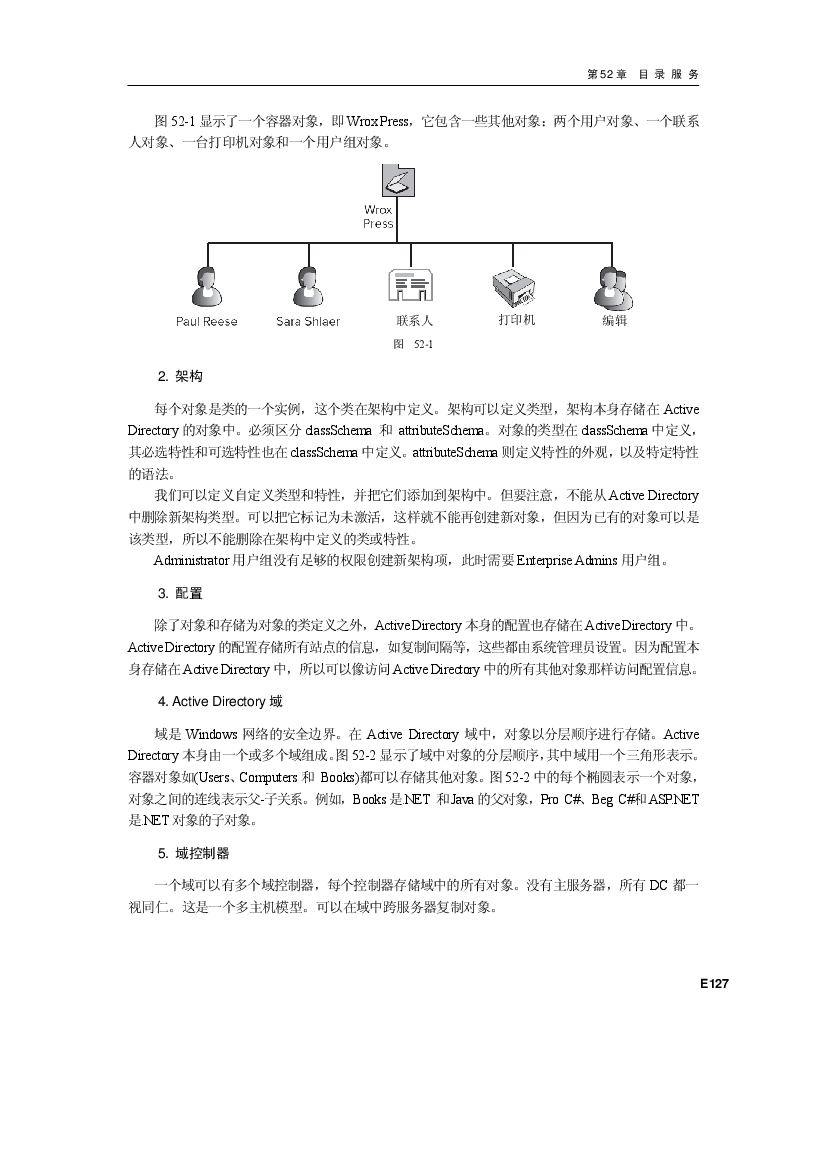 第 52 章 目 录 服 务
图 52-1 显示了一个容器对象，即 Wrox Press，它包含一些其他对象：两个用户对象、一个联系
人对象、一台打印机对象和一个用户组对象。
Wrox
Press
Paul Reese Sara Shlaer 联系人 打印机 编辑
图 52-1
2. 架构
每个对象是类的一个实例，这个类在架构中定义。架构可以定义类型，架构本身存储在 Active
Directory 的对象中。必须区分 classSchema 和 attributeSchema。对象的类型在 classSchema 中定义，
其必选特性和可选特性也在 classSchema 中定义。attributeSchema 则定义特性的外观，以及特定特性
的语法。
我们可以定义自定义类型和特性，并把它们添加到架构中。但要注意，不能从 Active Directory
中删除新架构类型。可以把它标记为未激活，这样就不能再创建新对象，但因为已有的对象可以是
该类型，所以不能删除在架构中定义的类或特性。
Administrator 用户组没有足够的权限创建新架构项，此时需要 Enterprise Admins 用户组。
3. 配置
除了对象和存储为对象的类定义之外，Active Directory 本身的配置也存储在 Active Directory 中。
Active Directory 的配置存储所有站点的信息，如复制间隔等，这些都由系统管理员设置。因为配置本
身存储在 Active Directory 中，所以可以像访问 Active Directory 中的所有其他对象那样访问配置信息。
4. Active Directory 域
域是 Windows 网络的安全边界。在 Active Directory 域中，对象以分层顺序进行存储。Active
Directory 本身由一个或多个域组成。图 52-2 显示了域中对象的分层顺序，其中域用一个三角形表示。
容器对象如(Users、Computers 和 Books)都可以存储其他对象。图 52-2 中的每个椭圆表示一个对象，
对象之间的连线表示父-子关系。例如，Books 是.NET 和 Java 的父对象，Pro C#、Beg C#和 ASP.NET
是.NET 对象的子对象。
5. 域控制器
一个域可以有多个域控制器，每个控制器存储域中的所有对象。没有主服务器，所有 DC 都一
视同仁。这是一个多主机模型。可以在域中跨服务器复制对象。
E127